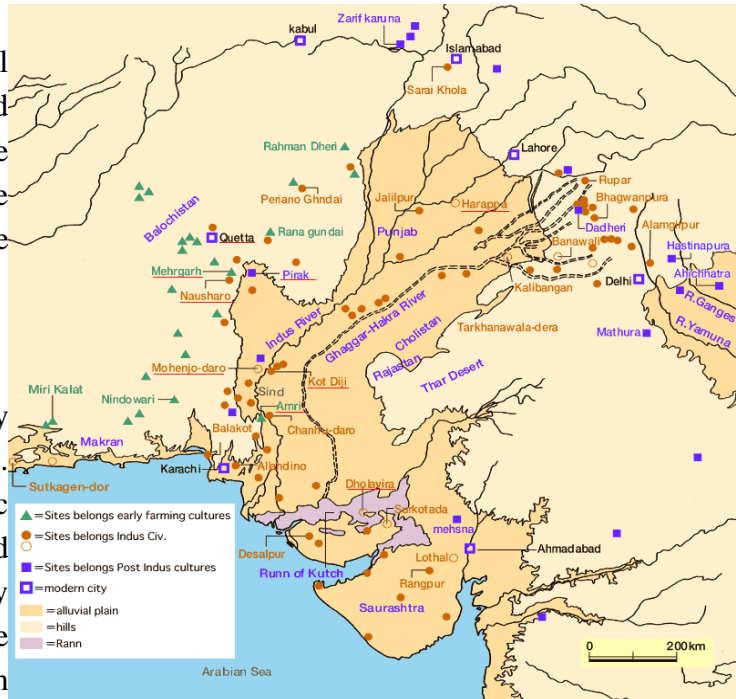 kabul
Zarif karuna
Islamabad
Sarai Khola
Rahman Dheri
Lahore
Periano Ghndai
Jalilpur
Harappa
Rupar
Bhagwanpura
Balochistan
Quetta
Rana gundai
Punjab
Dadheri
Banawali
Alamgirpur
Hastinapura
Mehrgarh
Pirak
Ahichhatra
Nausharo
Kalibangan
Delhi
R.Ganges
Indus River
Ghaggar-Hakra River
Cholistan
Tarkhanawala-dera
R.Yamuna
Mathura
Mohenjo-daro
Rajastan
Thar Desert
Kot Diji
Miri Kalat
Nindowari
Sind
Amri
Makran
Balakot
Chanhu-daro
Karachi
Allandino
Sutkagen-dor
Dholavira
Surkotada
=Sites belongs early farming cultures
=Sites belongs Indus Civ.
=Sites belongs Post Indus cultures
=modern city
=alluvial plain
=hills
=Rann
mehsna
Desalpur
Ahmadabad
Lothal
Runn of Kutch
Rangpur
Saurashtra
0 200km
Arabian Sea